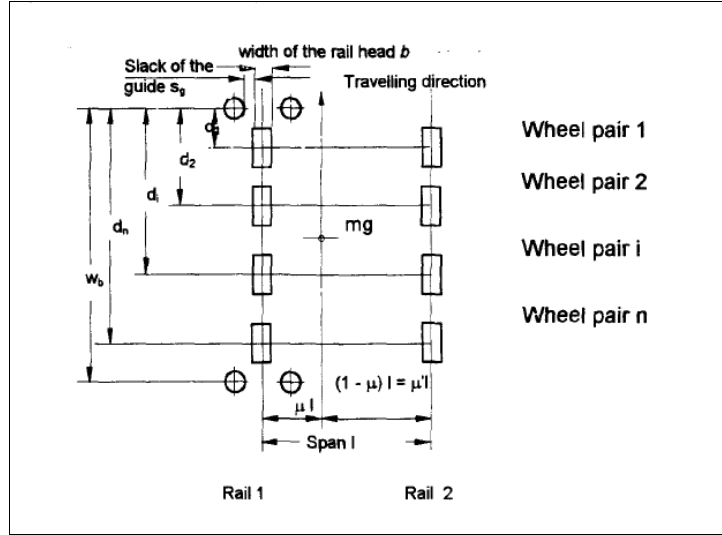 width of the rail head b
Slack of the
guide sg
Travelling direction
d2
di
dn
wb
mg
Wheel pair 1
Wheel pair 2
Wheel pair i
Wheel pair n
(1 - μ) l = μ'l
μ l
Span l
Rail 1
Rail 2